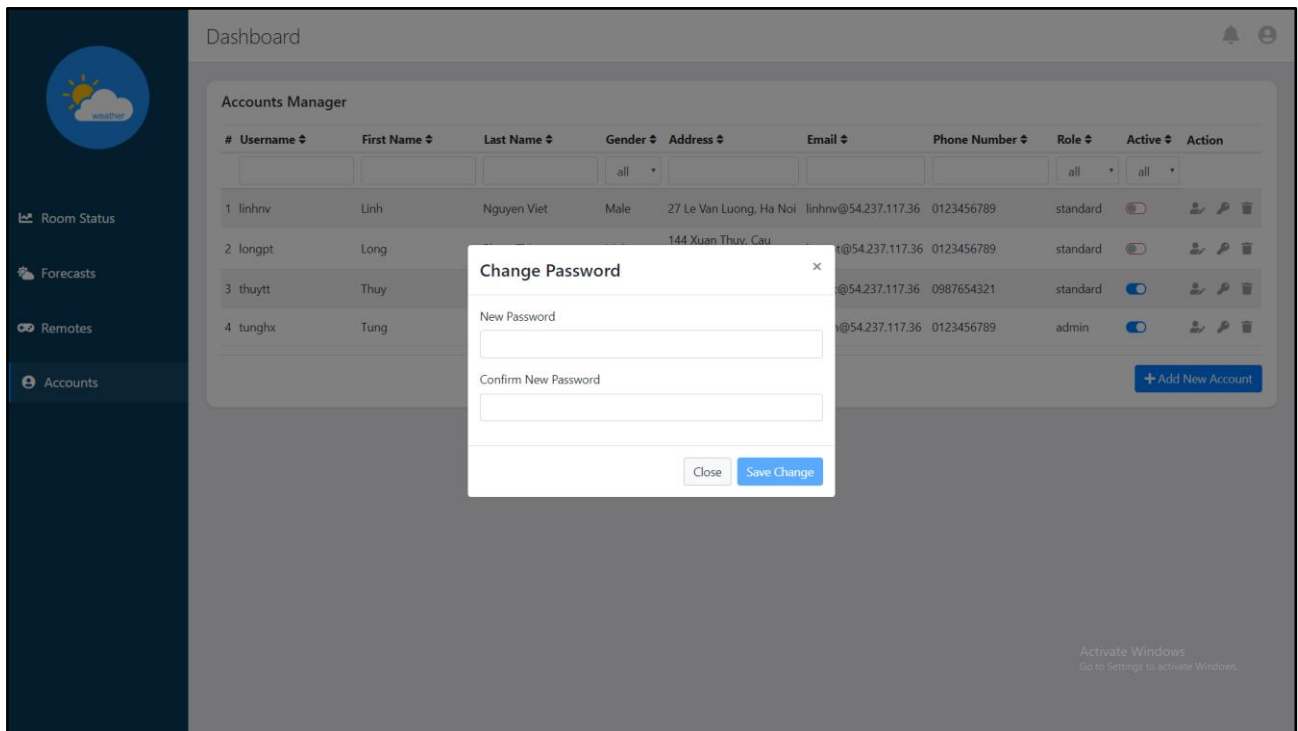 Dashboard
weather
Room Status
Forecasts
Remotes
Accounts
Accounts Manager
# Username First Name Last Name Gender Address Email Phone Number Role Active Action
all all all
1 linhnv Linh Nguyen Viet Male 27 Le Van Luong, Ha Noi linhnv@54.237.117.36 0123456789 standard
2 longpt Long 144 Xuan Thuy, Cau t@54.237.117.36 0123456789 standard
3 thuytt Thuy @54.237.117.36 0987654321 standard
4 tunghx Tung @54.237.117.36 0123456789 admin
Add New Account
Change Password ×
New Password
Confirm New Password
Close Save Change
Activate Windows
Go to Settings to activate Windows.